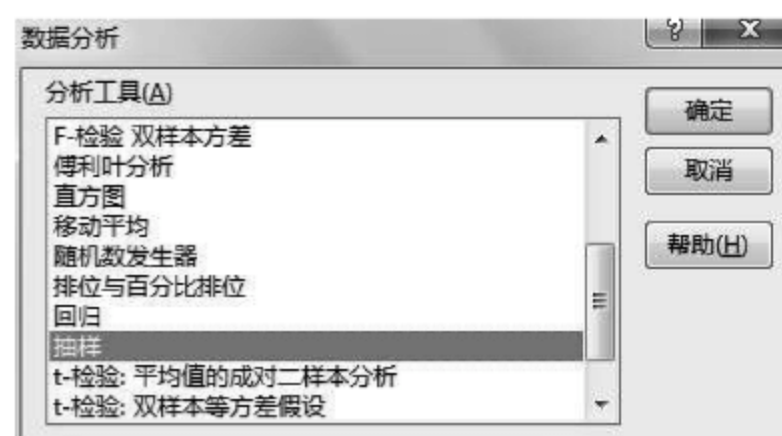 数据分析
分析工具(A)
F-检验 双样本方差
傅利叶分析
直方图
移动平均
随机数发生器
排位与百分比排位
回归
抽样
t-检验: 平均值的成对二样本分析
t-检验: 双样本等方差假设
确定
取消
帮助(H)